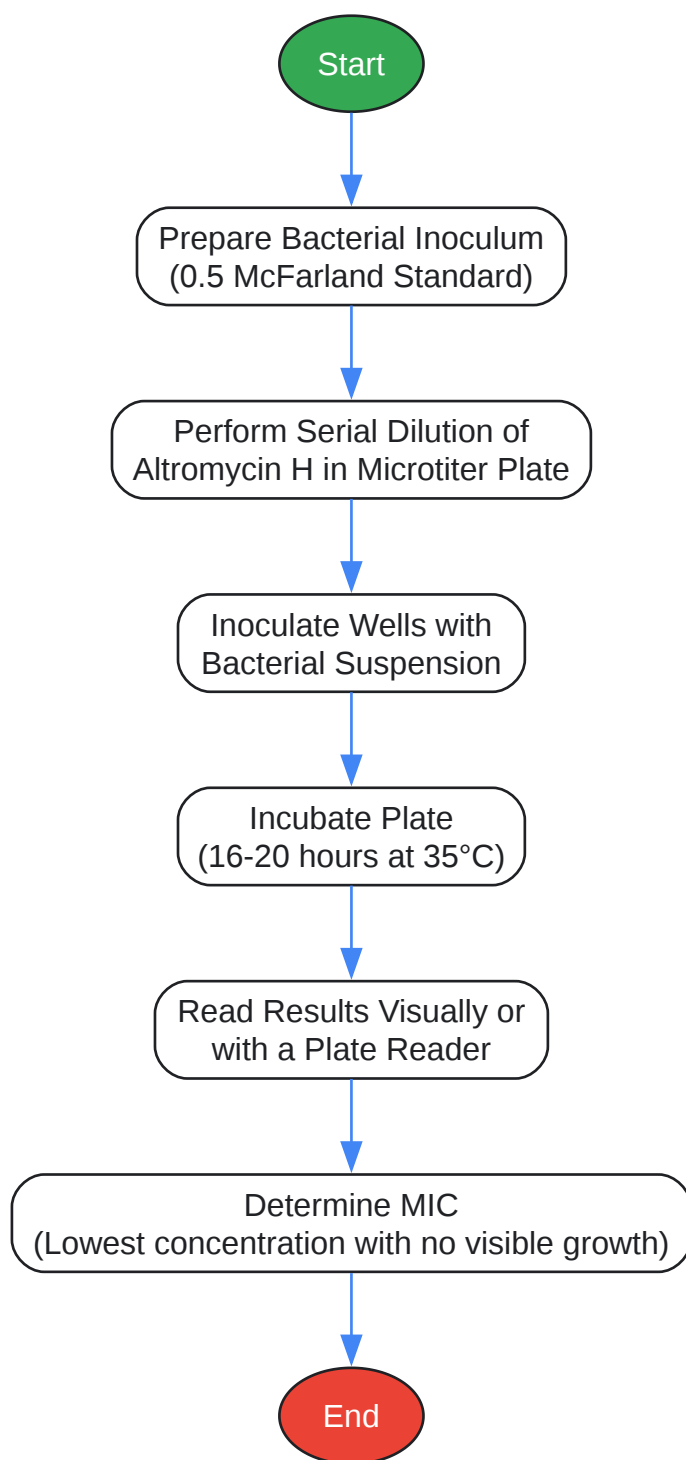 Start
Prepare Bacterial Inoculum
(0.5 McFarland Standard)
Perform Serial Dilution of
Altromycin H in Microtiter Plate
Inoculate Wells with
Bacterial Suspension
Incubate Plate
(16-20 hours at 35°C)
Read Results Visually or
with a Plate Reader
Determine MIC
(Lowest concentration with no visible growth)
End